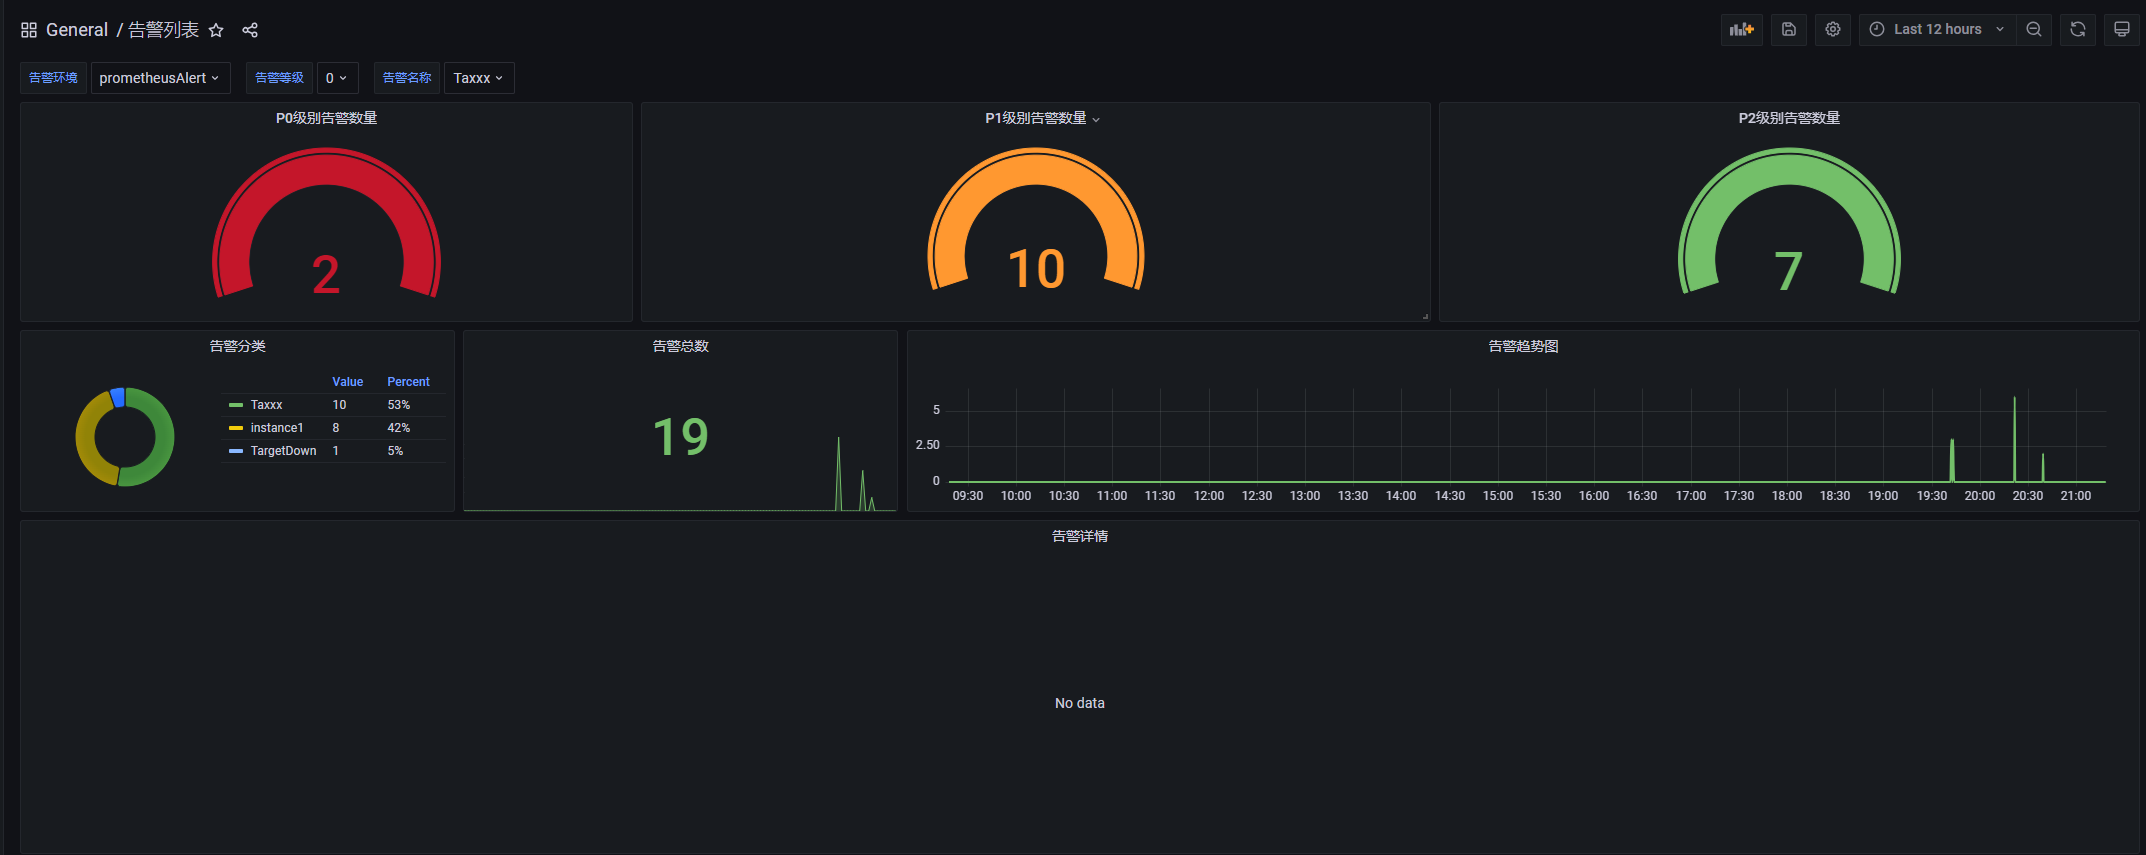 General / 告警列表
Last 12 hours
告警环境 prometheusAlert 告警等级 0 告警名称 Taxxx
P0级别告警数量
2
P1级别告警数量
10
P2级别告警数量
7
告警分类
Value Percent
Taxxx 10 53%
instance1 8 42%
TargetDown 1 5%
告警总数
19
告警趋势图
5
2.50
0
09:30 10:00 10:30 11:00 11:30 12:00 12:30 13:00 13:30 14:00 14:30 15:00 15:30 16:00 16:30 17:00 17:30 18:00 18:30 19:00 19:30 20:00 20:30 21:00
告警详情
No data